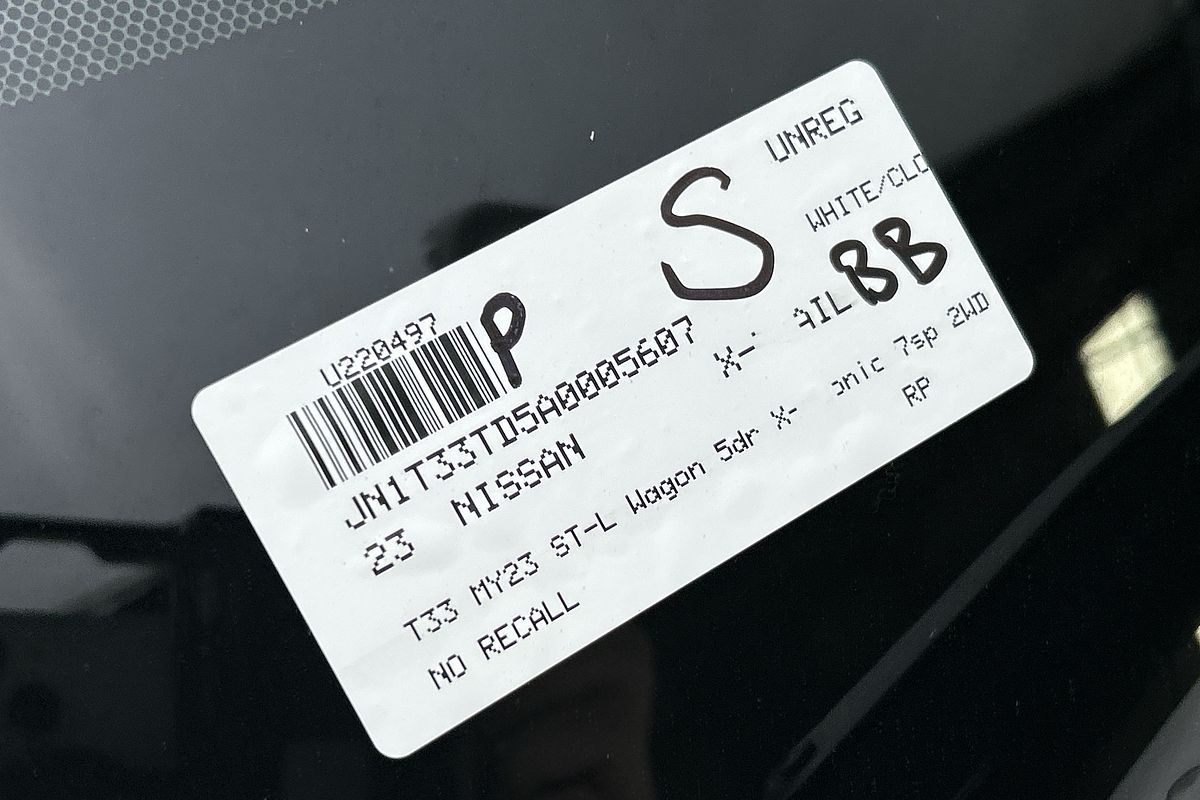 UNREG
S
WHITE/CLO
U220497
P
BB
JN1T33TD5A0005607
23 NISSAN
T33 MY23 ST-L Wagon 5dr X- onic 7sp 2WD
NO RECALL
RP